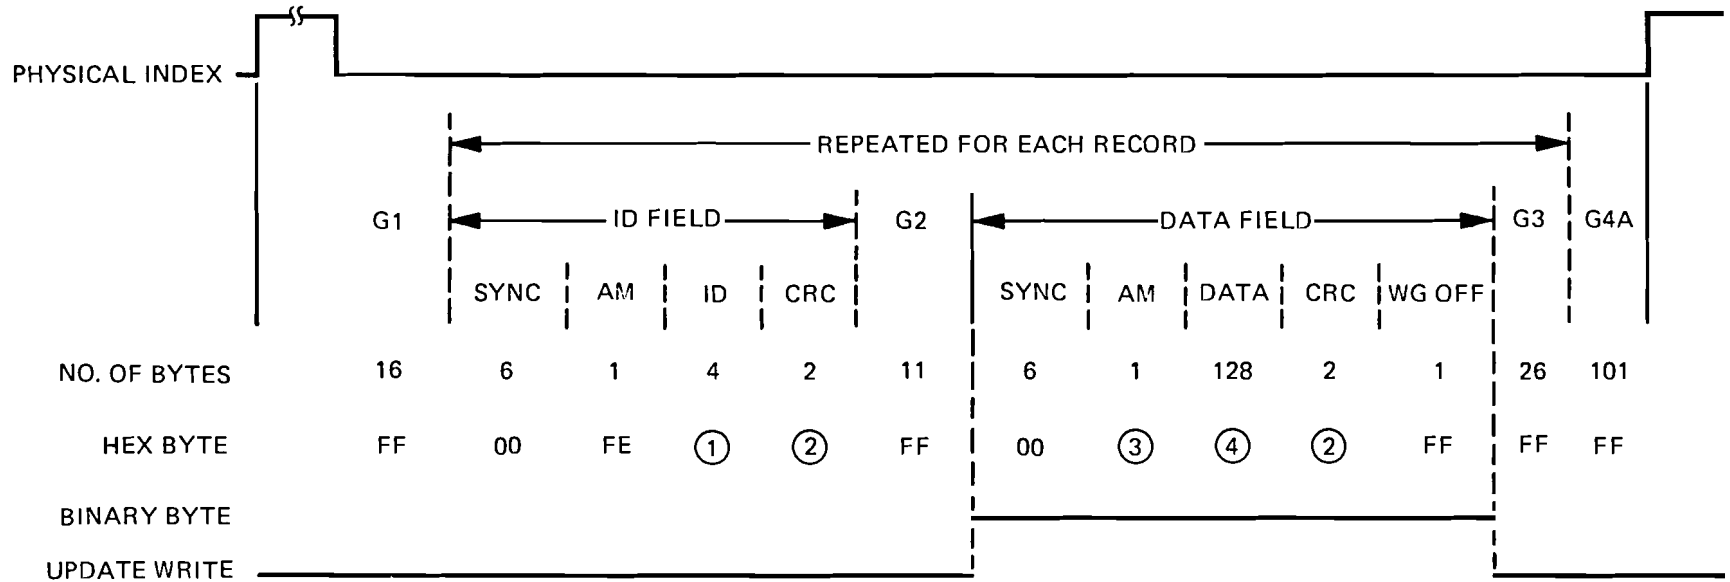 PHYSICAL INDEX
REPEATED FOR EACH RECORD
G1 ID FIELD G2 DATA FIELD G3 G4A
SYNC AM ID CRC SYNC AM DATA CRC WG OFF
NO. OF BYTES 16 6 1 4 2 11 6 1 128 2 1 26 101
HEX BYTE FF 00 FE 1 2 FF 00 3 4 2 FF FF FF
BINARY BYTE
UPDATE WRITE